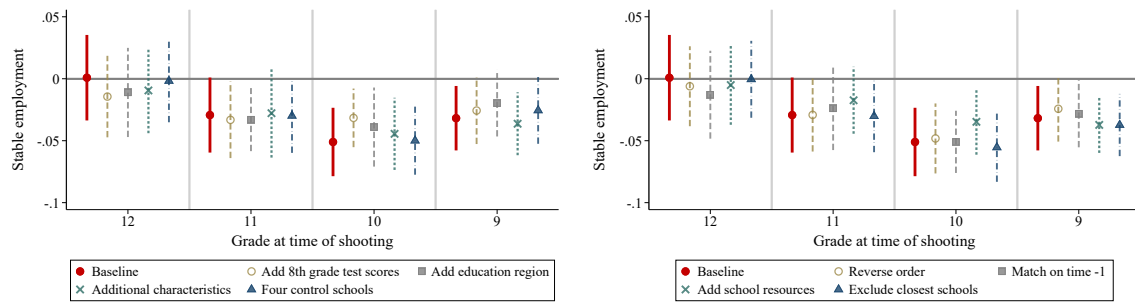 .05
0
-.05
-.1
Stable employment
12
11
10
9
Grade at time of shooting
Baseline
Add 8th grade test scores
Add education region
Additional characteristics
Four control schools
.05
0
-.05
-.1
Stable employment
12
11
10
9
Grade at time of shooting
Baseline
Reverse order
Match on time -1
Add school resources
Exclude closest schools